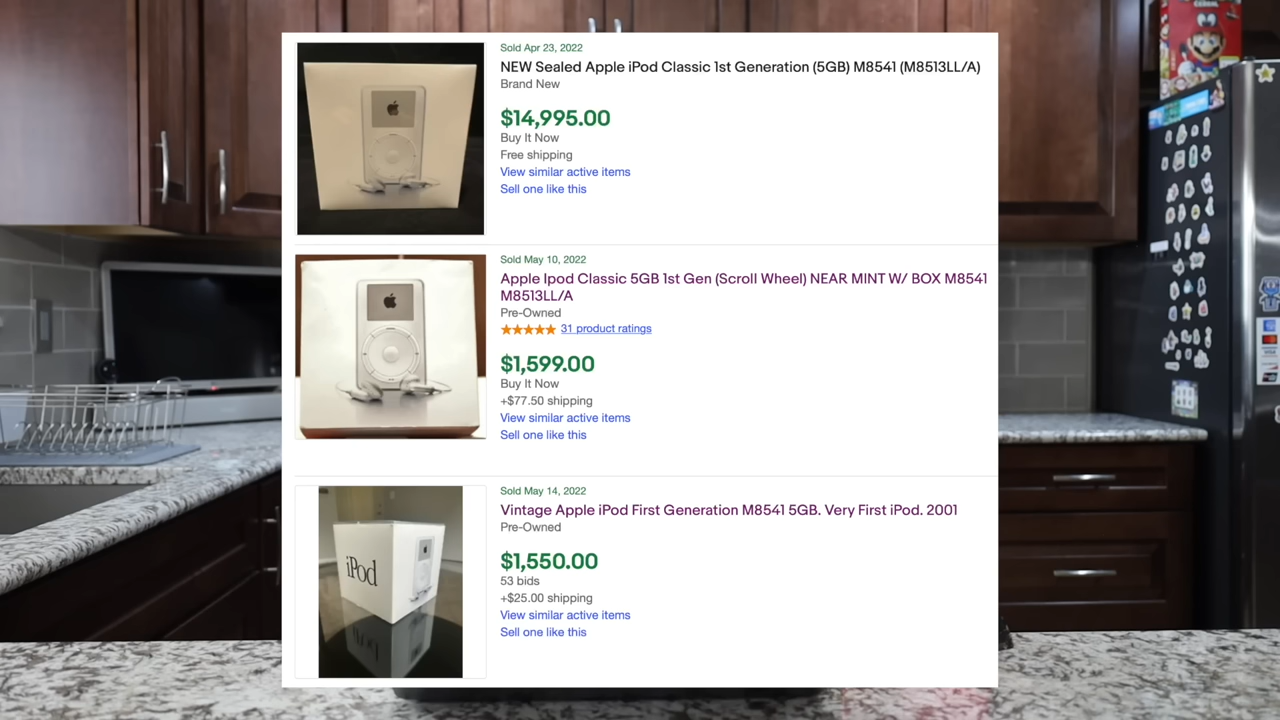 Sold Apr 23, 2022
NEW Sealed Apple iPod Classic 1st Generation (5GB) M8541 (M8513LL/A)
Brand New
$14,995.00
Buy It Now
Free shipping
View similar active items
Sell one like this
Sold May 10, 2022
Apple Ipod Classic 5GB 1st Gen (Scroll Wheel) NEAR MINT W/ BOX M8541
M8513LL/A
Pre-Owned
31 product ratings
$1,599.00
Buy It Now
+$77.50 shipping
View similar active items
Sell one like this
Sold May 14, 2022
Vintage Apple iPod First Generation M8541 5GB. Very First iPod. 2001
Pre-Owned
iPod
$1,550.00
53 bids
+$25.00 shipping
View similar active items
Sell one like this